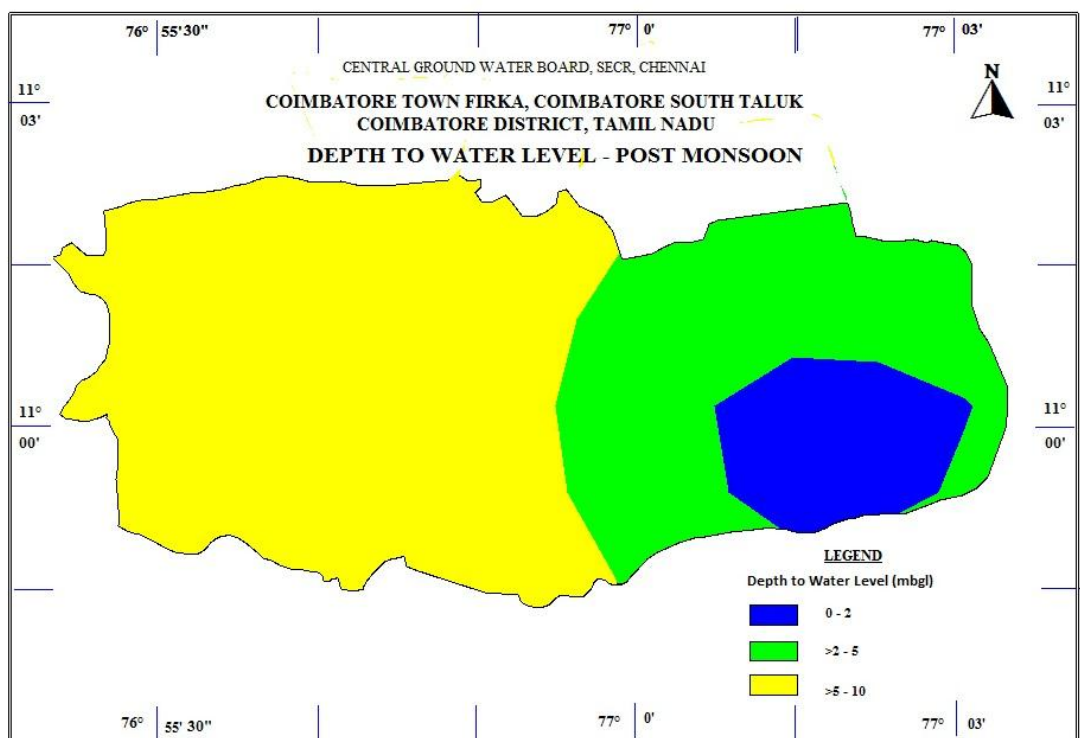 76° 55'30" 77° 0' 77° 03'
CENTRAL GROUND WATER BOARD, SECR, CHENNAI
N
11° 11°
03' 03'
COIMBATORE TOWN FIRKA, COIMBATORE SOUTH TALUK
COIMBATORE DISTRICT, TAMIL NADU
DEPTH TO WATER LEVEL - POST MONSOON
11° 11°
00' 00'
LEGEND
Depth to Water Level (mbgl)
0 - 2
>2 - 5
>5 - 10
76° 55'30" 77° 0' 77° 03'